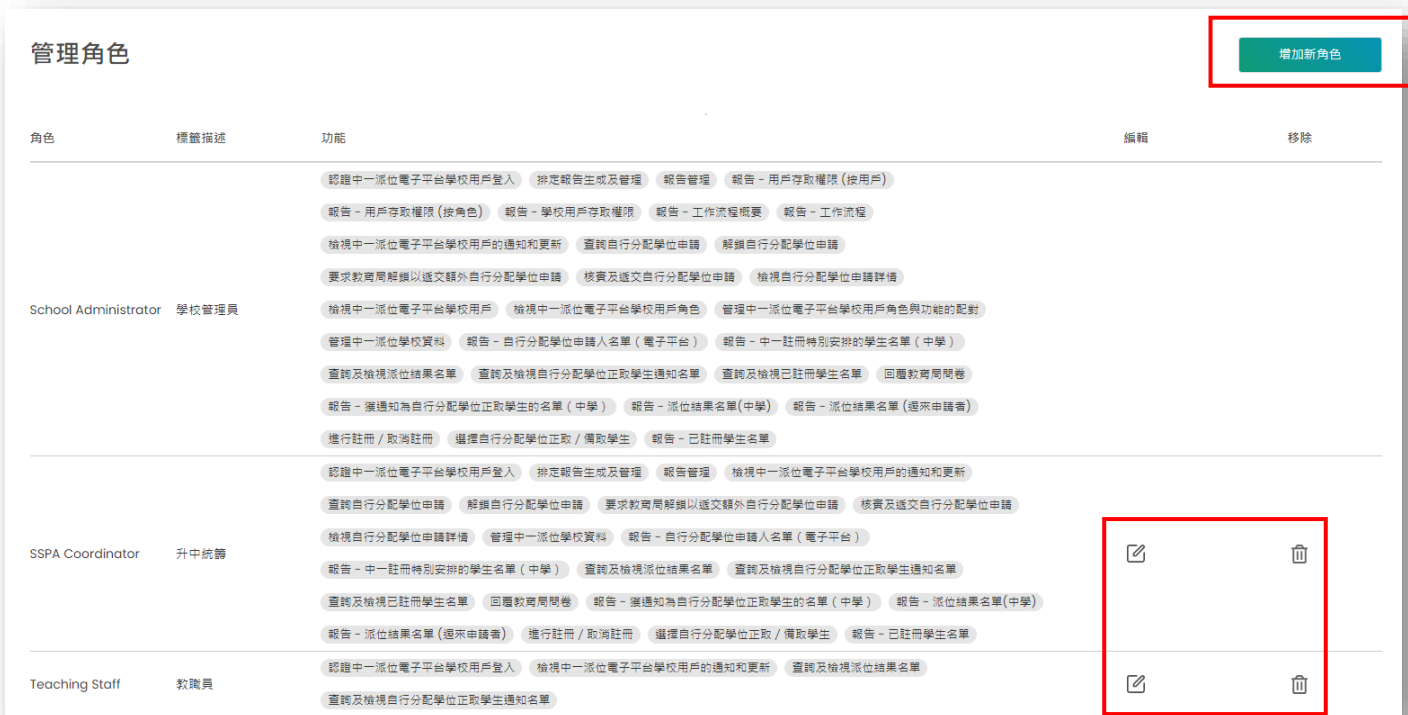 管理角色
增加新角色
角色 標籤描述 功能 編輯 移除
認證中一派位電子平台學校用戶登入 排定報告生成及管理 報告管理 報告 - 用戶存取權限 (按用戶)
報告 - 用戶存取權限 (按角色) 報告 - 學校用戶存取權限 報告 - 工作流程概要 報告 - 工作流程
檢視中一派位電子平台學校用戶的通知和更新 查詢自行分配學位申請 解鎖自行分配學位申請
要求教育局解鎖以遞交額外自行分配學位申請 核實及遞交自行分配學位申請 檢視自行分配學位申請詳情
School Administrator 學校管理員 檢視中一派位電子平台學校用戶 檢視中一派位電子平台學校用戶角色 管理中一派位電子平台學校用戶角色與功能的配對
管理中一派位學校資料 報告 - 自行分配學位申請人名單（電子平台） 報告 - 中一註冊特別安排的學生名單（中學）
查詢及檢視派位結果名單 查詢及檢視自行分配學位正取學生通知名單 查詢及檢視已註冊學生名單 回覆教育局問卷
報告 - 獲通知為自行分配學位正取學生的名單（中學） 報告 - 派位結果名單(中學) 報告 - 派位結果名單 (遲來申請者)
進行註冊 / 取消註冊 選擇自行分配學位正取 / 備取學生 報告 - 已註冊學生名單
認證中一派位電子平台學校用戶登入 排定報告生成及管理 報告管理 檢視中一派位電子平台學校用戶的通知和更新
查詢自行分配學位申請 解鎖自行分配學位申請 要求教育局解鎖以遞交額外自行分配學位申請 核實及遞交自行分配學位申請
檢視自行分配學位申請詳情 管理中一派位學校資料 報告 - 自行分配學位申請人名單（電子平台）
SSPA Coordinator 升中統籌
報告 - 中一註冊特別安排的學生名單（中學） 查詢及檢視派位結果名單 查詢及檢視自行分配學位正取學生通知名單
查詢及檢視已註冊學生名單 回覆教育局問卷 報告 - 獲通知為自行分配學位正取學生的名單（中學） 報告 - 派位結果名單(中學)
報告 - 派位結果名單 (遲來申請者) 進行註冊 / 取消註冊 選擇自行分配學位正取 / 備取學生 報告 - 已註冊學生名單
認證中一派位電子平台學校用戶登入 檢視中一派位電子平台學校用戶的通知和更新 查詢及檢視派位結果名單
Teaching Staff 教職員
查詢及檢視自行分配學位正取學生通知名單